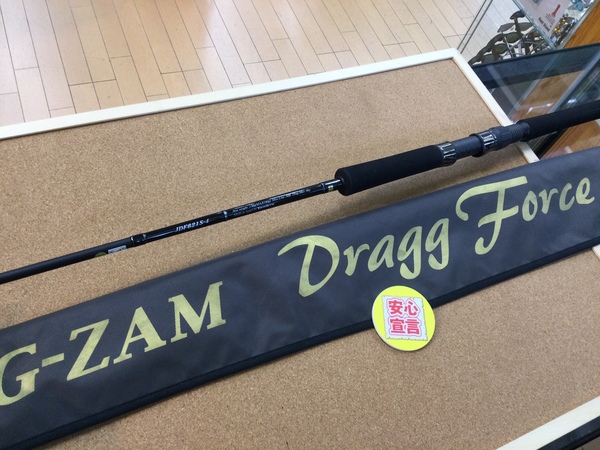 JDF821S-4
G-ZAM Dragg Force
安心
宣言